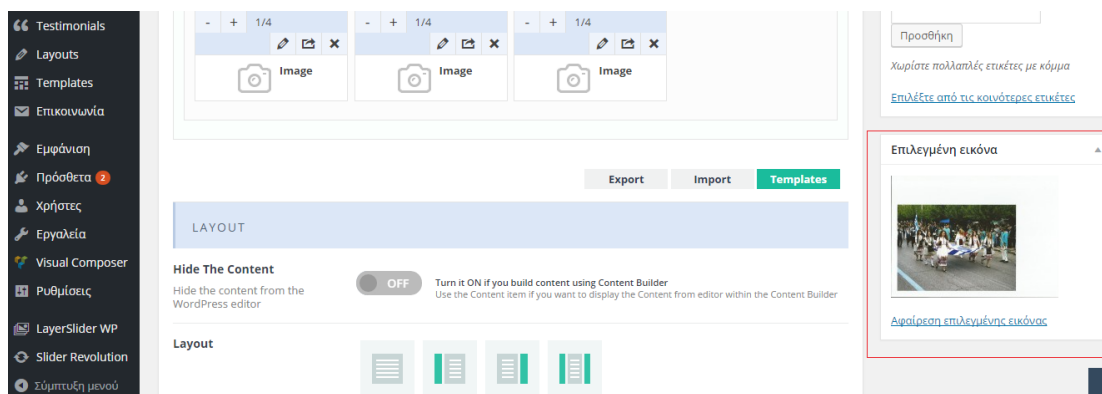 Testimonials
Layouts
Templates
Επικοινωνία
Εμφάνιση
Πρόσθετα 2
Χρήστες
Εργαλεία
Visual Composer
Ρυθμίσεις
LayerSlider WP
Slider Revolution
Σύμπτυξη μενού
- + 1/4
Image
- + 1/4
Image
- + 1/4
Image
Export Import Templates
LAYOUT
Hide The Content
Hide the content from the
WordPress editor
OFF
Turn it ON if you build content using Content Builder
Use the Content item if you want to display the Content from editor within the Content Builder
Layout
Προσθήκη
Χωρίστε πολλαπλές ετικέτες με κόμμα
Επιλέξτε από τις κοινότερες ετικέτες
Επιλεγμένη εικόνα
Αφαίρεση επιλεγμένης εικόνας